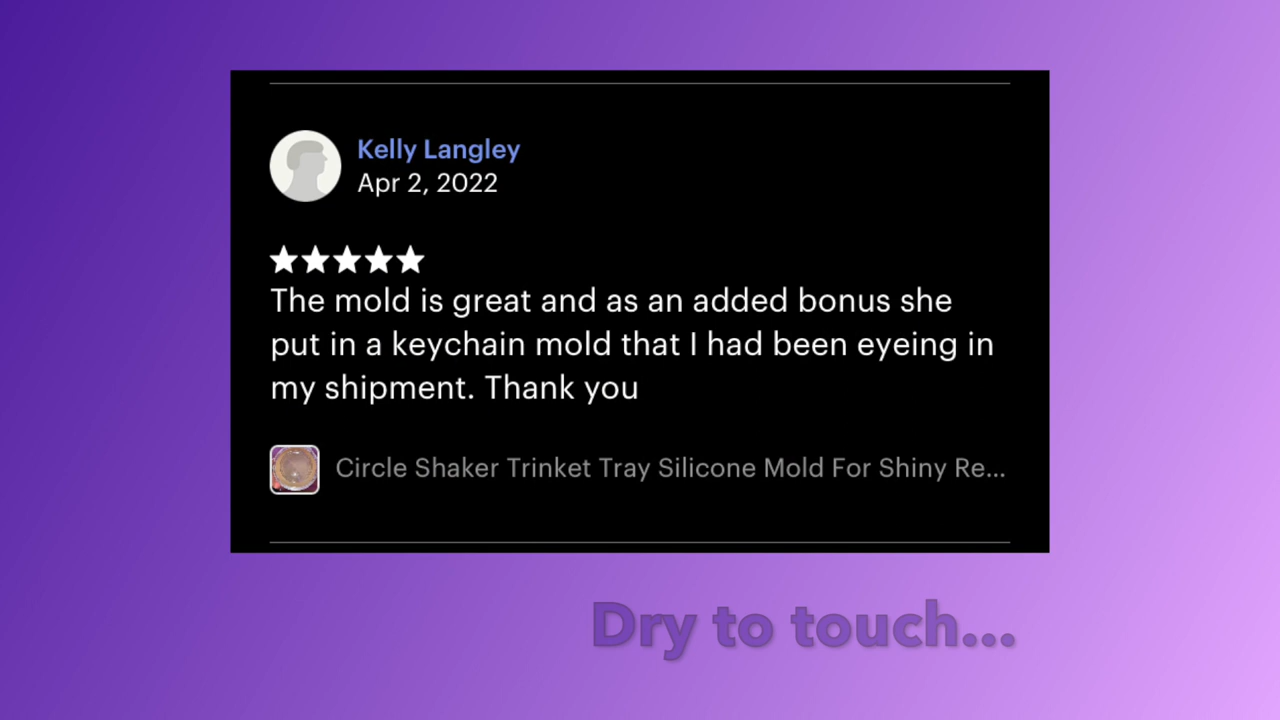 Kelly Langley
Apr 2, 2022
The mold is great and as an added bonus she
put in a keychain mold that I had been eyeing in
my shipment. Thank you
Circle Shaker Trinket Tray Silicone Mold For Shiny Re...
Dry to touch...